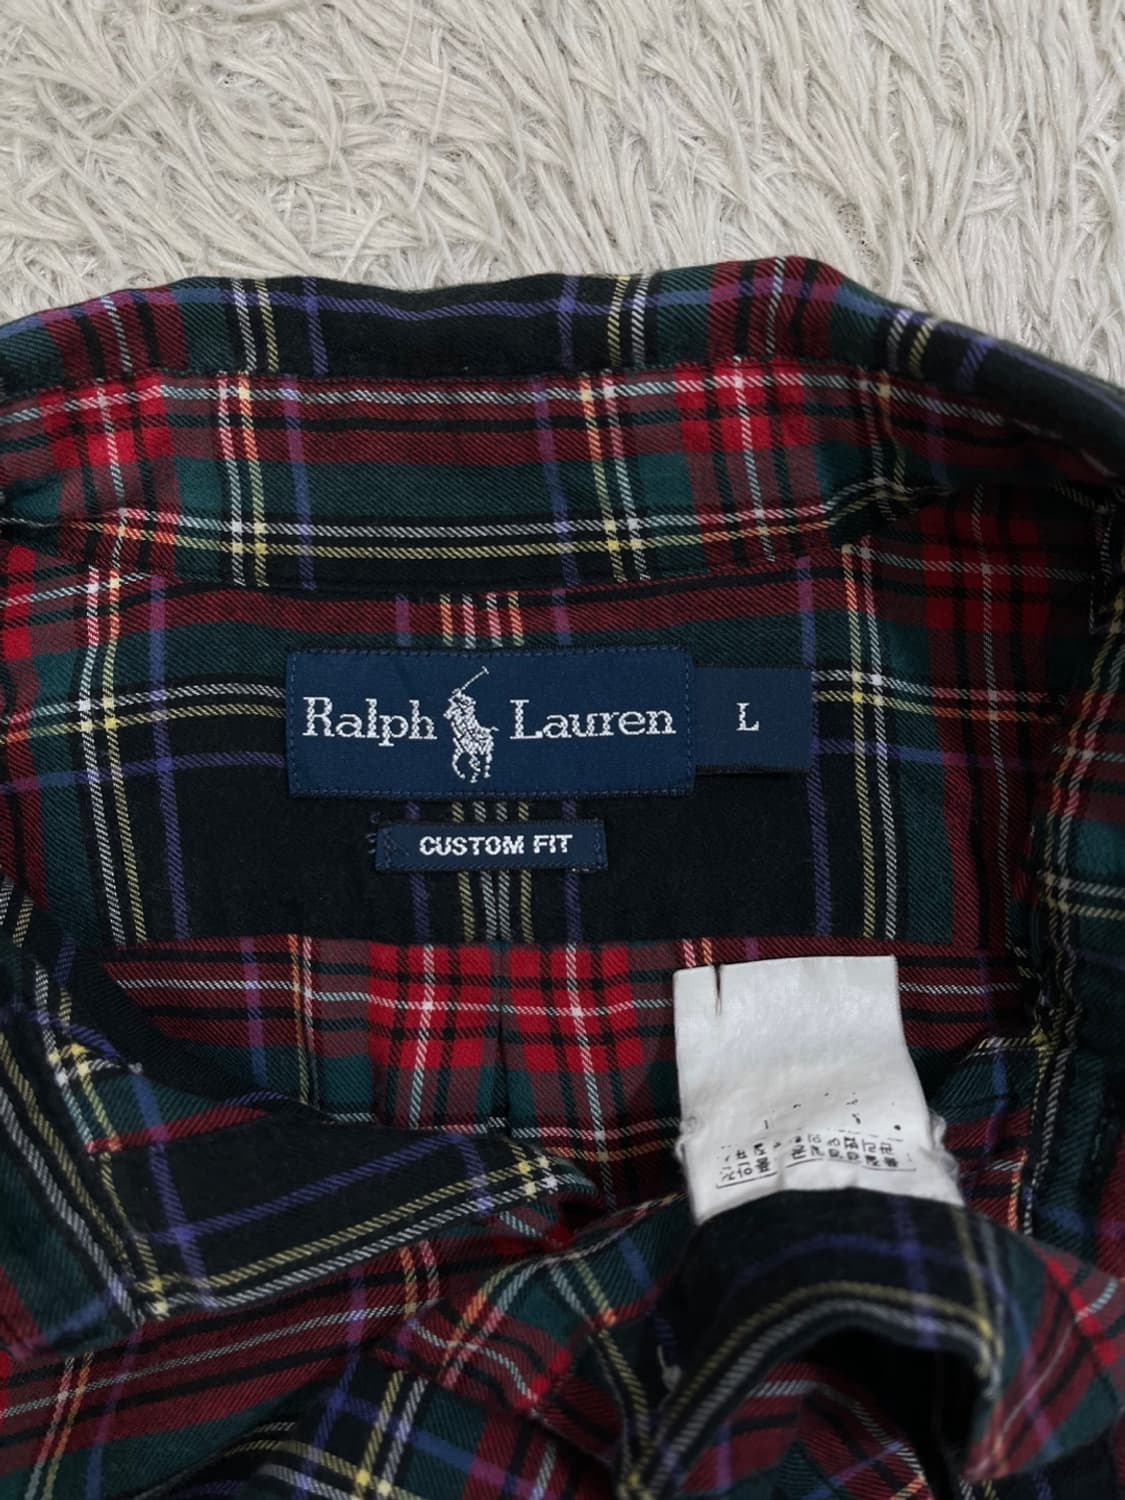 Ralph Lauren
L
CUSTOM FIT